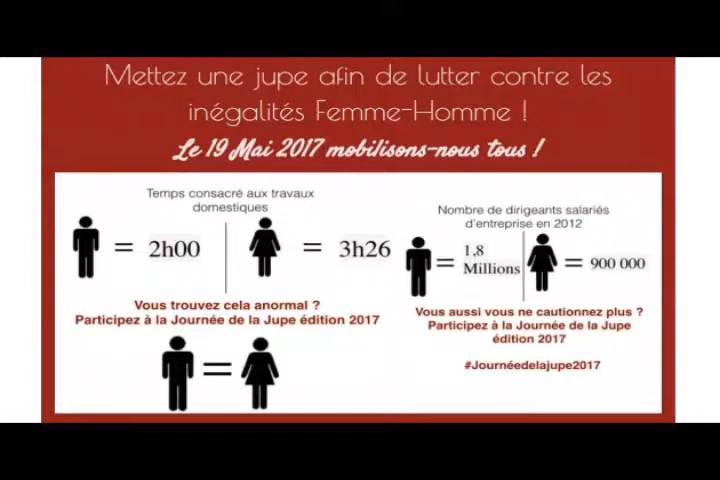 Mettez une jupe afin de lutter contre les
inégalités Femme-Homme !
Le 19 Mai 2017 mobilisons-nous tous !
Temps consacré aux travaux
domestiques
= 2h00
= 3h26
Vous trouvez cela anormal ?
Participez à la Journée de la Jupe édition 2017
=
Nombre de dirigeants salariés
d'entreprise en 2012
= 1,8
Millions
= 900 000
Vous aussi vous ne cautionnez plus ?
Participez à la Journée de la Jupe
édition 2017
#Journéedelajupe2017